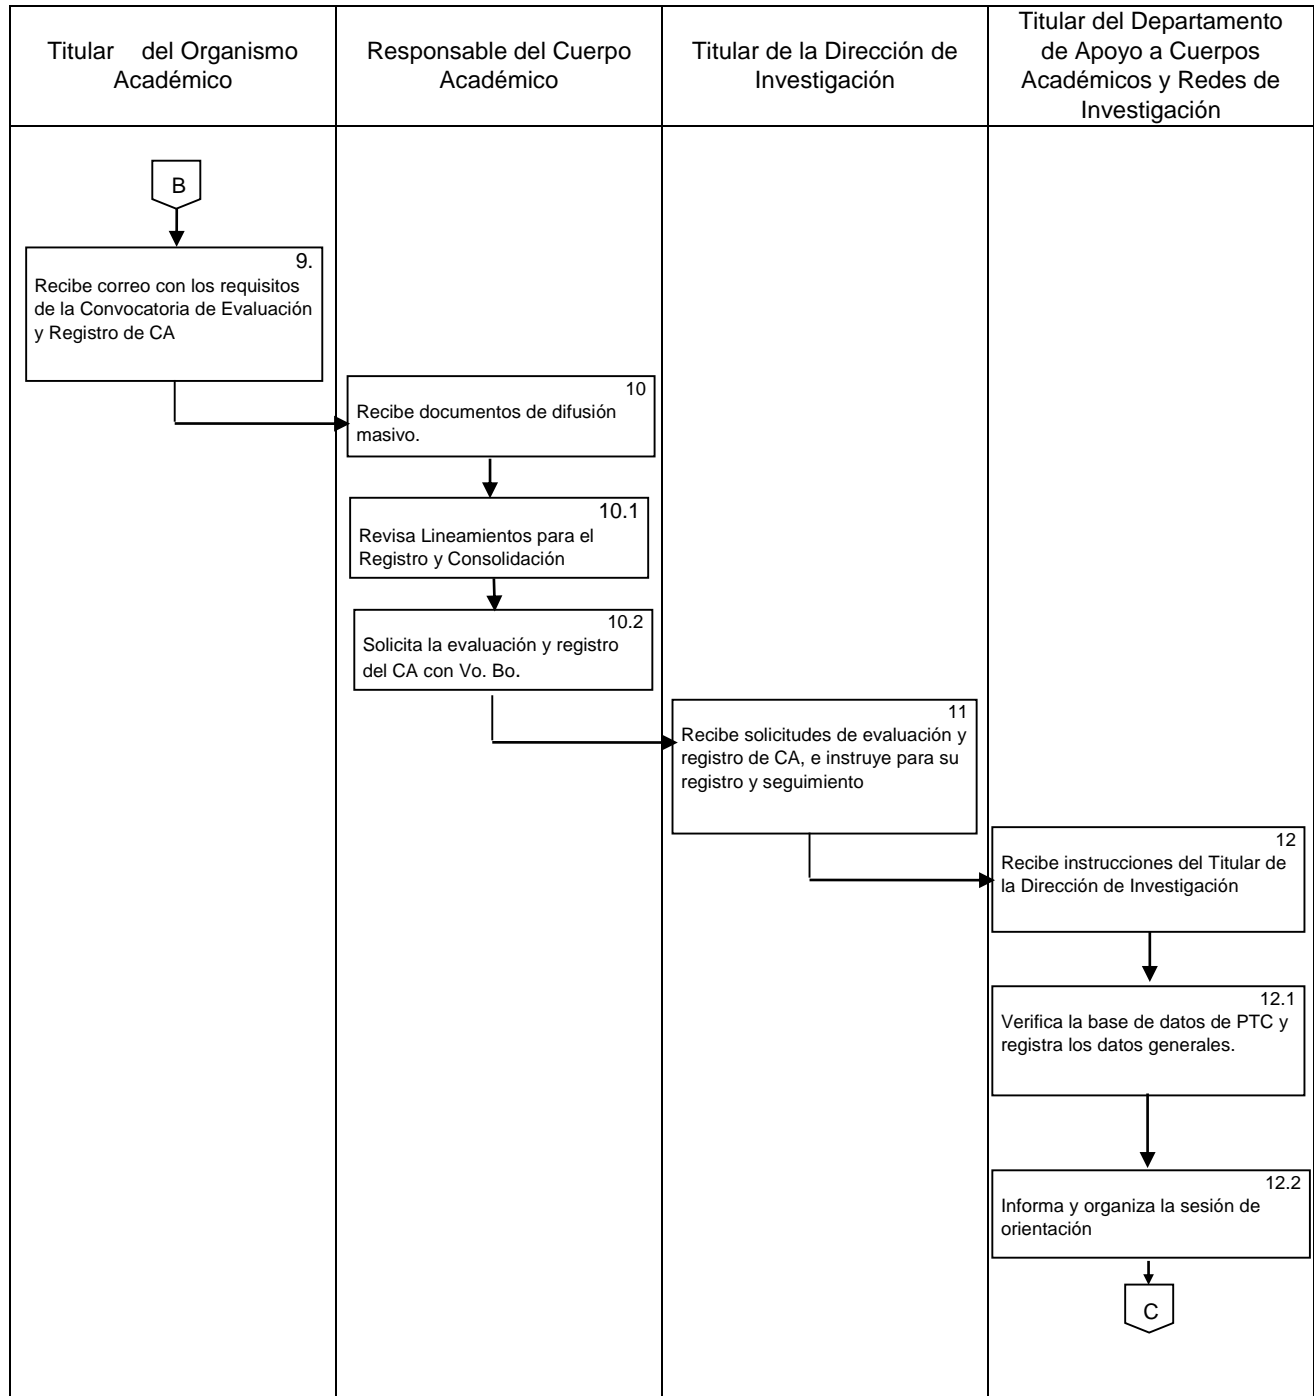 Titular del Organismo
Académico
Responsable del Cuerpo
Académico
Titular de la Dirección de
Investigación
Titular del Departamento
de Apoyo a Cuerpos
Académicos y Redes de
Investigación
B
9.
Recibe correo con los requisitos
de la Convocatoria de Evaluación
y Registro de CA
10
Recibe documentos de difusión
masivo.
10.1
Revisa Lineamientos para el
Registro y Consolidación
10.2
Solicita la evaluación y registro
del CA con Vo. Bo.
11
Recibe solicitudes de evaluación y
registro de CA, e instruye para su
registro y seguimiento
12
Recibe instrucciones del Titular de
la Dirección de Investigación
12.1
Verifica la base de datos de PTC y
registra los datos generales.
12.2
Informa y organiza la sesión de
orientación
C